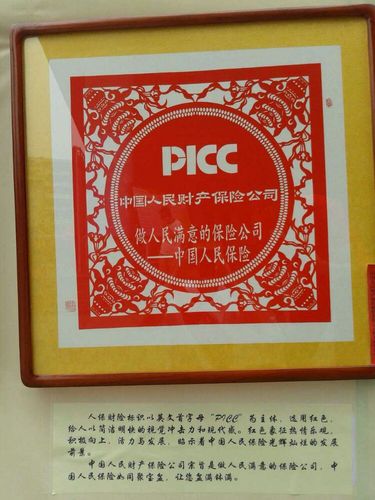 PICC
中国人民财产保险公司
做人民满意的保险公司
——中国人民保险
人保财险标识以英文首字母“PICC”为主体，选用红色，
给人以简洁明快的视觉冲击力和现代感。红色象征热情乐观，
积极向上，活力与发展，昭示着中国人民保险光辉灿烂的发展
前景。
中国人民财产保险公司宗旨是做人民满意的保险公司，中
国人民保险如同聚宝盆，让您盆满钵满。